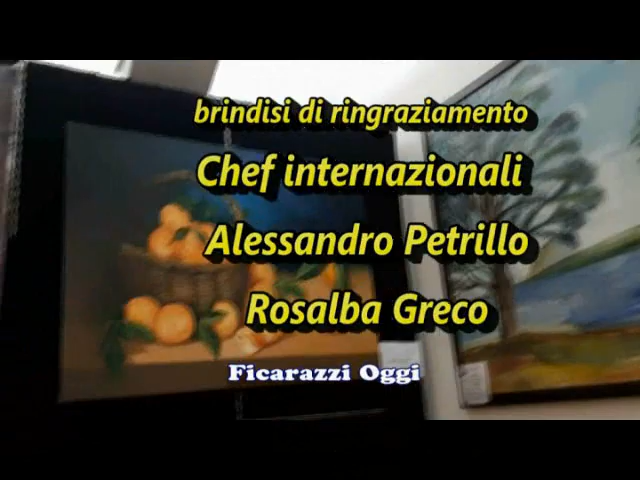 brindisi di ringraziamento
Chef internazionali
Alessandro Petrillo
Rosalba Greco
Ficarazzi Oggi